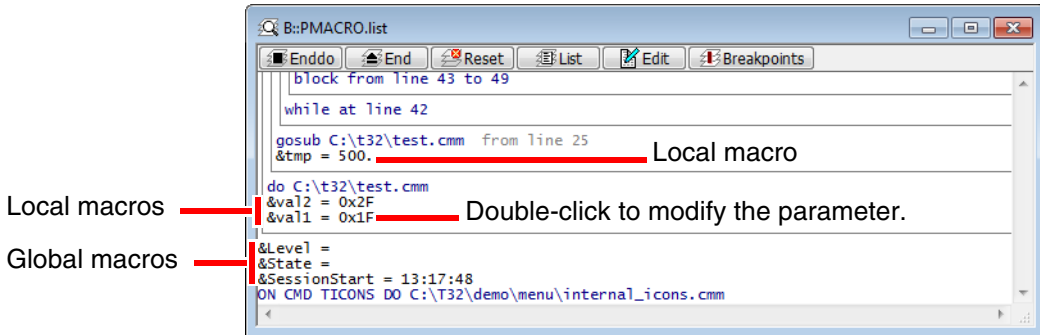 B::PMACRO.list
Enddo End Reset List Edit Breakpoints
block from line 43 to 49
while at line 42
gosub C:\t32\test.cmm from line 25
&tmp = 500. Local macro
do C:\t32\test.cmm
Local macros &val2 = 0x2F
&val1 = 0x1F Double-click to modify the parameter.
Global macros &Level =
&State =
&SessionStart = 13:17:48
ON CMD TICONS DO C:\T32\demo\menu\internal_icons.cmm